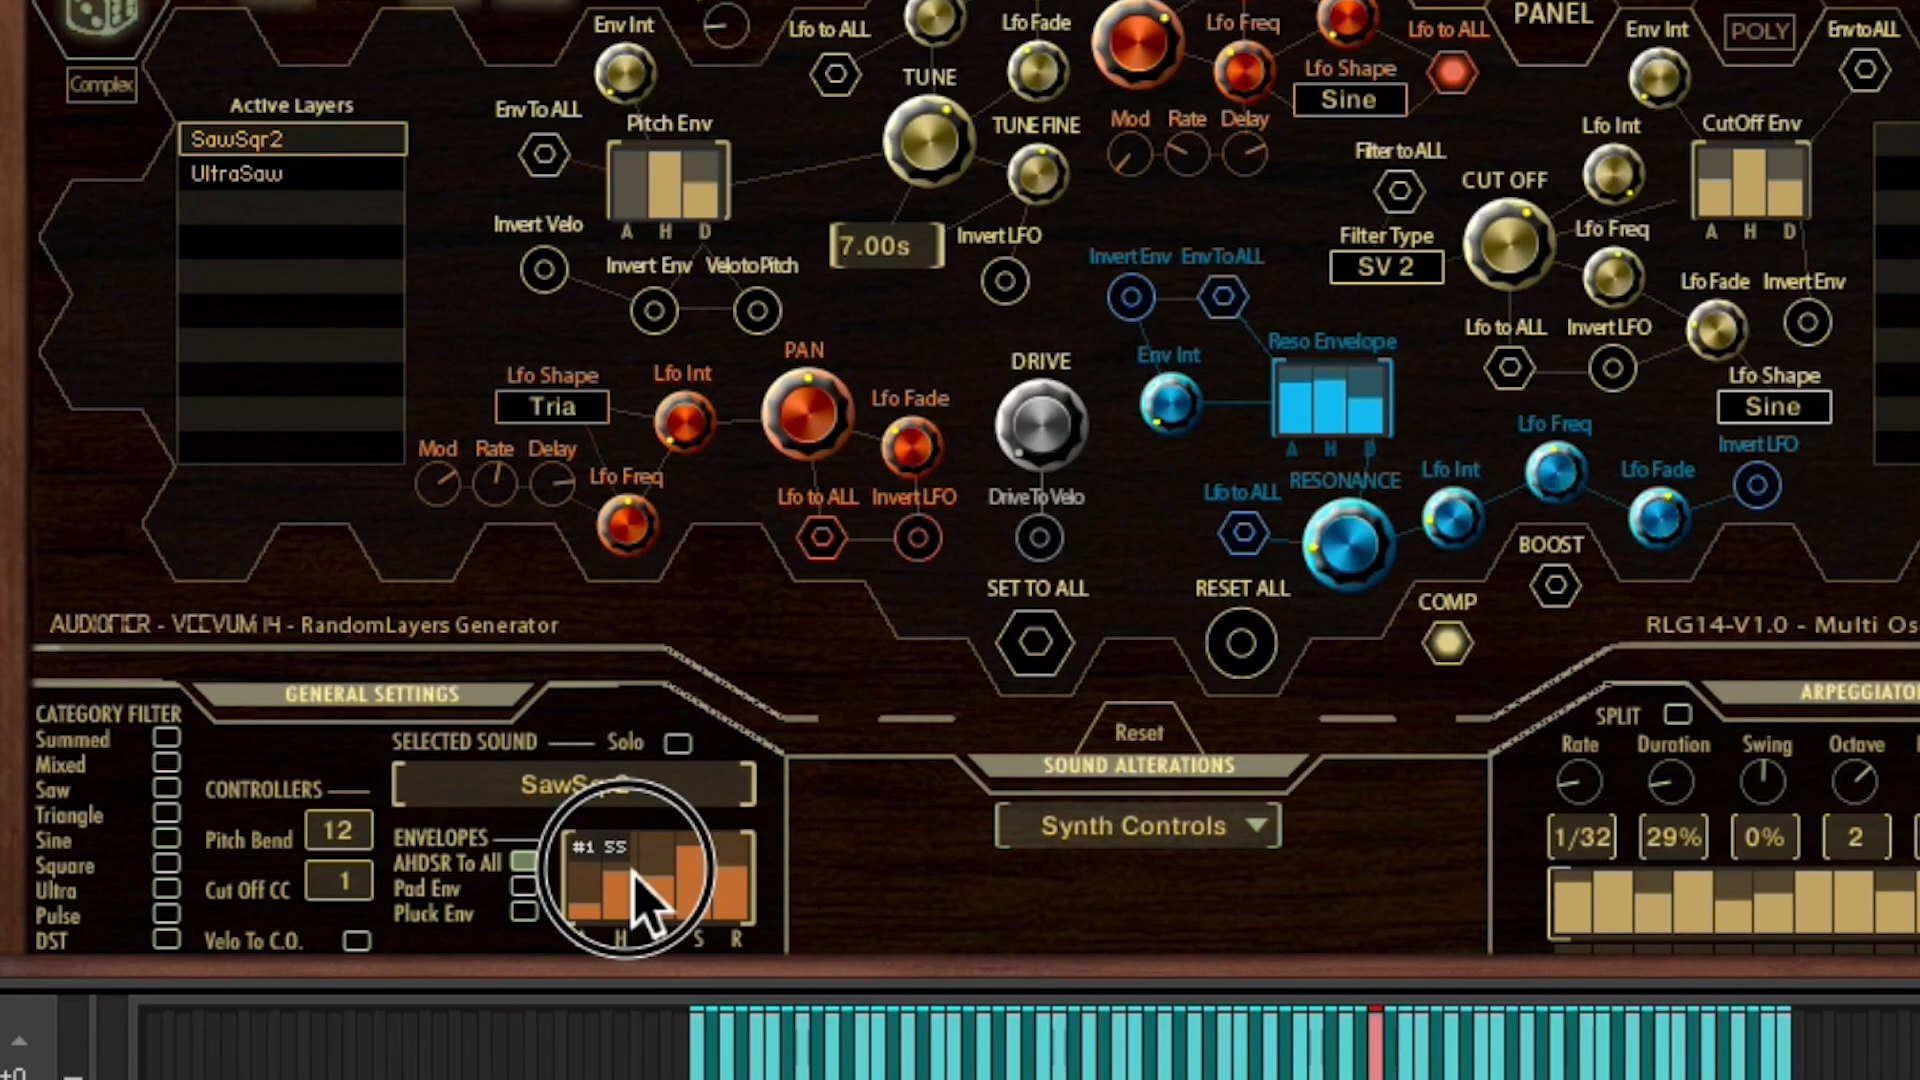 Complex
Active Layers
SawSqr2
UltraSaw
Env Int
Env To ALL
Pitch Env
A H D
Invert Velo
Invert Env
VelotoPitch
Lfo to ALL
TUNE
Lfo Fade
TUNE FINE
7.00s
Invert LFO
Lfo Freq
Lfo Shape
Sine
Lfo to ALL
Mod Rate Delay
PANEL
POLY
Env Int
EnvtoALL
Lfo Int
CutOff Env
A H D
Filter to ALL
CUT OFF
Filter Type
SV 2
Lfo Freq
Lfo Fade
Invert Env
Lfo to ALL
Invert LFO
Lfo Shape
Sine
Invert Env
EnvToALL
Reso Envelope
A H D
Env Int
RESONANCE
Lfo to ALL
Lfo Int
Lfo Freq
Lfo Fade
Invert LFO
Lfo Shape
Tria
Mod Rate Delay
Lfo Int
Lfo Freq
PAN
Lfo Fade
Lfo to ALL
Invert LFO
DRIVE
DriveToVelo
SET TO ALL
RESET ALL
COMP
BOOST
AUDIOFIER - VEEVUM 14 - RandomLayers Generator
RLG14-V1.0 - Multi Os
GENERAL SETTINGS
CATEGORY FILTER
Summed
Mixed
Saw
Triangle
Sine
Square
Ultra
Pulse
DST
CONTROLLERS
Pitch Bend 12
Cut Off CC 1
Velo To C.O.
SELECTED SOUND
Solo
SawSqr2
ENVELOPES
AHDSR To All
Pad Env
Pluck Env
#1 55
H S R
Reset
SOUND ALTERATIONS
Synth Controls
ARPEGGIATO
SPLIT
Rate Duration Swing Octave
1/32 29% 0% 2